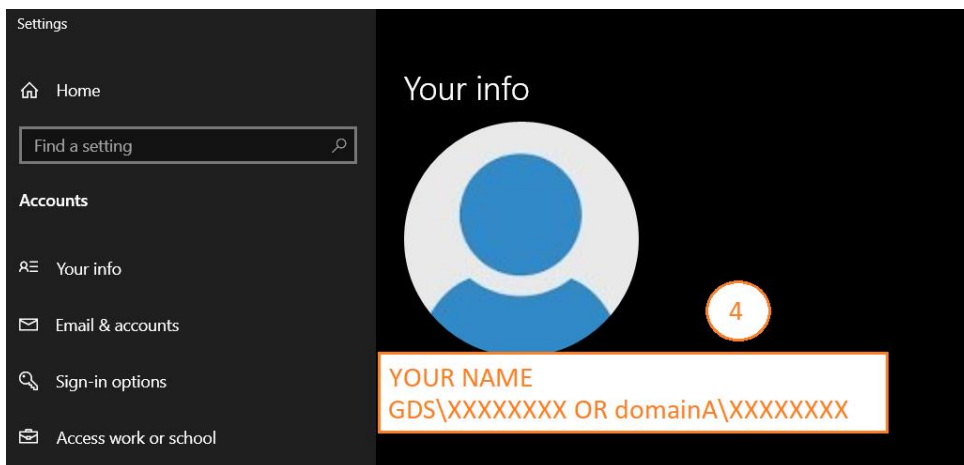 Settings
Home
Find a setting
Accounts
Your info
Email & accounts
Sign-in options
Access work or school
Your info
4
YOUR NAME
GDS\XXXXXXXX OR domainA\XXXXXXXX